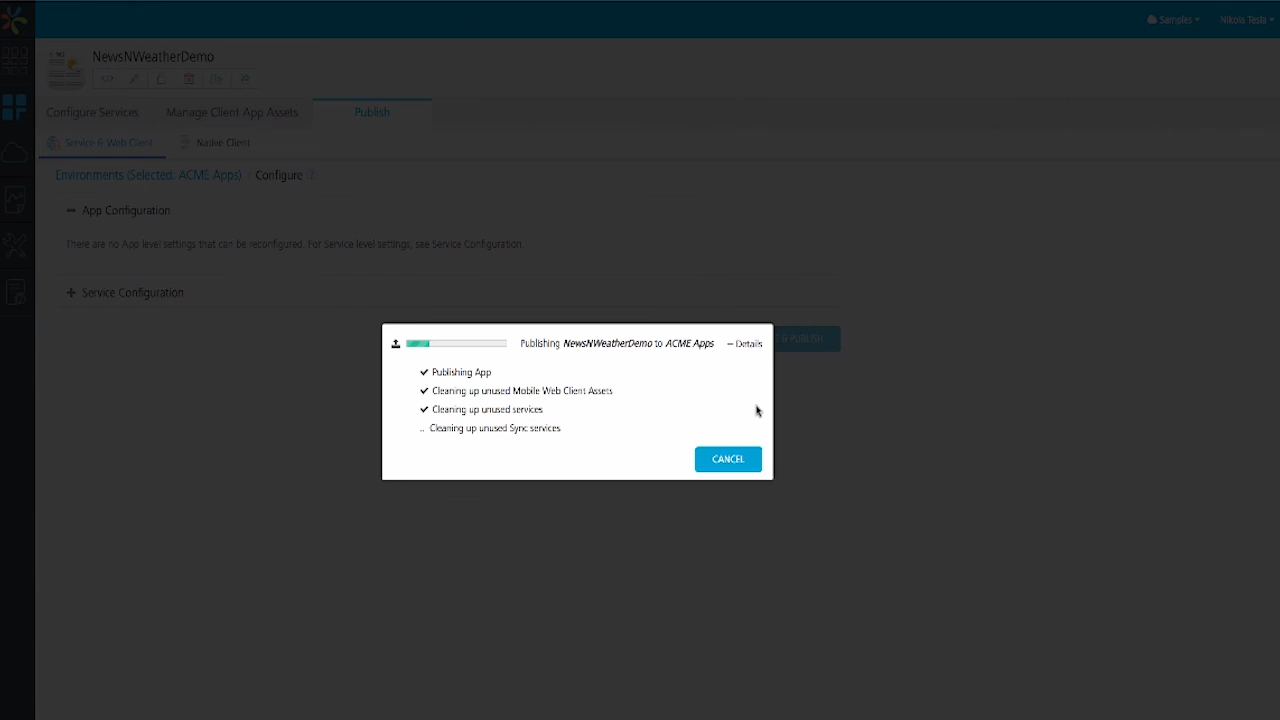 Samples
Nikola Tesla
NewsNWeatherDemo
Configure Services
Manage Client App Assets
Publish
Service & Web Client
Native Client
Environments (Selected: ACME Apps)
Configure
App Configuration
There are no App level settings that can be reconfigured. For Service level settings, see Service Configuration.
Service Configuration
& PUBLISH
Publishing NewsNWeatherDemo to ACME Apps
Details
Publishing App
Cleaning up unused Mobile Web Client Assets
Cleaning up unused services
.. Cleaning up unused Sync services
CANCEL